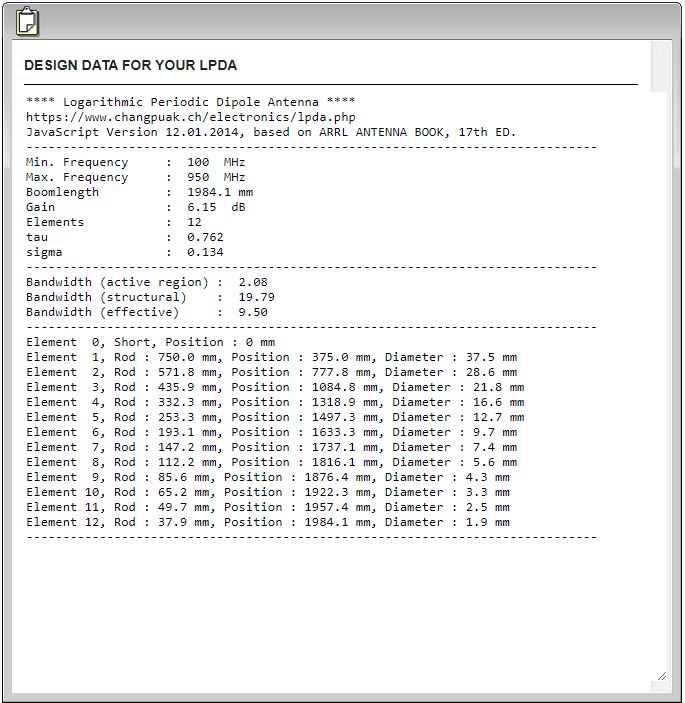 DESIGN DATA FOR YOUR LPDA
**** Logarithmic Periodic Dipole Antenna ****
https://www.changpuak.ch/electronics/lpda.php
JavaScript Version 12.01.2014, based on ARRL ANTENNA BOOK, 17th ED.
------------------------------------------------------------------------------
Min. Frequency : 100 MHz
Max. Frequency : 950 MHz
Boomlength : 1984.1 mm
Gain : 6.15 dB
Elements : 12
tau : 0.762
sigma : 0.134
------------------------------------------------------------------------------
Bandwidth (active region) : 2.08
Bandwidth (structural) : 19.79
Bandwidth (effective) : 9.50
------------------------------------------------------------------------------
Element 0, Short, Position : 0 mm
Element 1, Rod : 750.0 mm, Position : 375.0 mm, Diameter : 37.5 mm
Element 2, Rod : 571.8 mm, Position : 777.8 mm, Diameter : 28.6 mm
Element 3, Rod : 435.9 mm, Position : 1084.8 mm, Diameter : 21.8 mm
Element 4, Rod : 332.3 mm, Position : 1318.9 mm, Diameter : 16.6 mm
Element 5, Rod : 253.3 mm, Position : 1497.3 mm, Diameter : 12.7 mm
Element 6, Rod : 193.1 mm, Position : 1633.3 mm, Diameter : 9.7 mm
Element 7, Rod : 147.2 mm, Position : 1737.1 mm, Diameter : 7.4 mm
Element 8, Rod : 112.2 mm, Position : 1816.1 mm, Diameter : 5.6 mm
Element 9, Rod : 85.6 mm, Position : 1876.4 mm, Diameter : 4.3 mm
Element 10, Rod : 65.2 mm, Position : 1922.3 mm, Diameter : 3.3 mm
Element 11, Rod : 49.7 mm, Position : 1957.4 mm, Diameter : 2.5 mm
Element 12, Rod : 37.9 mm, Position : 1984.1 mm, Diameter : 1.9 mm
------------------------------------------------------------------------------